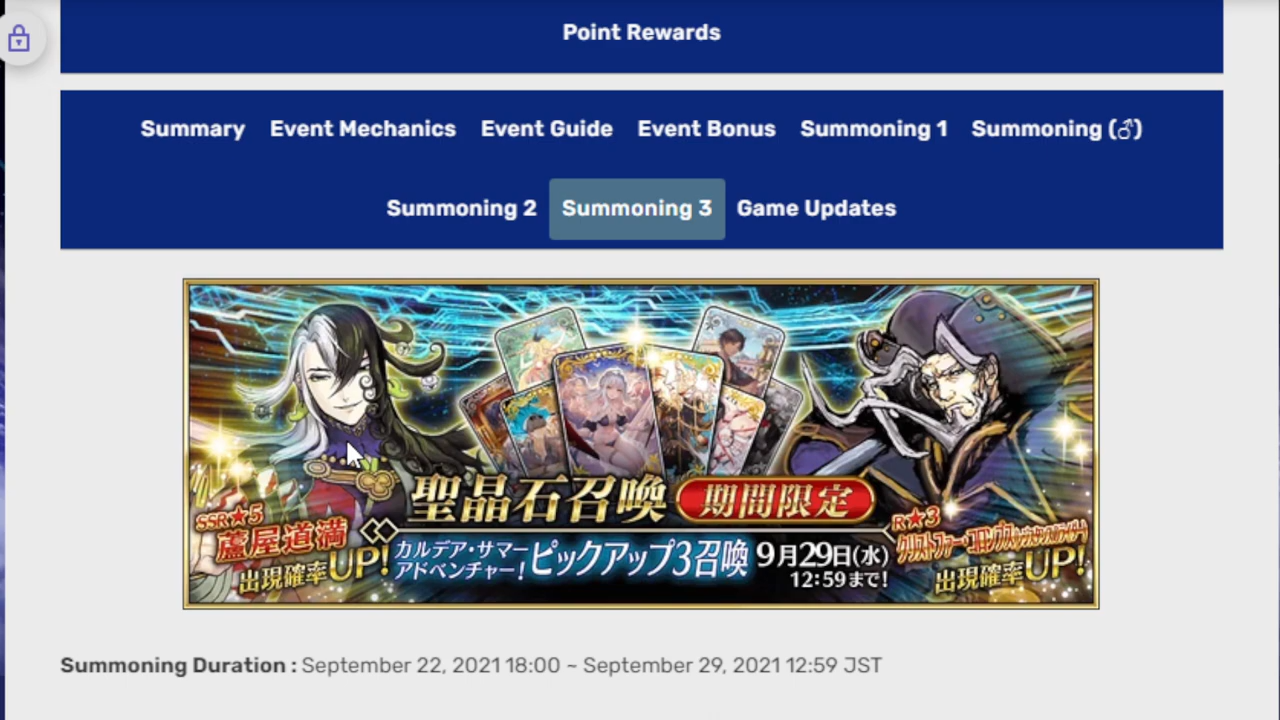 Point Rewards
Summary Event Mechanics Event Guide Event Bonus Summoning 1 Summoning (♂)
Summoning 2 Summoning 3 Game Updates
聖晶石召喚 期間限定
SSR★5
蘆屋道満
出現確率UP!
カルデア・サマー
アドベンチャー!
ピックアップ3召喚
9月29日(水)
12:59まで!
R★3
出現確率UP!
Summoning Duration : September 22, 2021 18:00 ~ September 29, 2021 12:59 JST